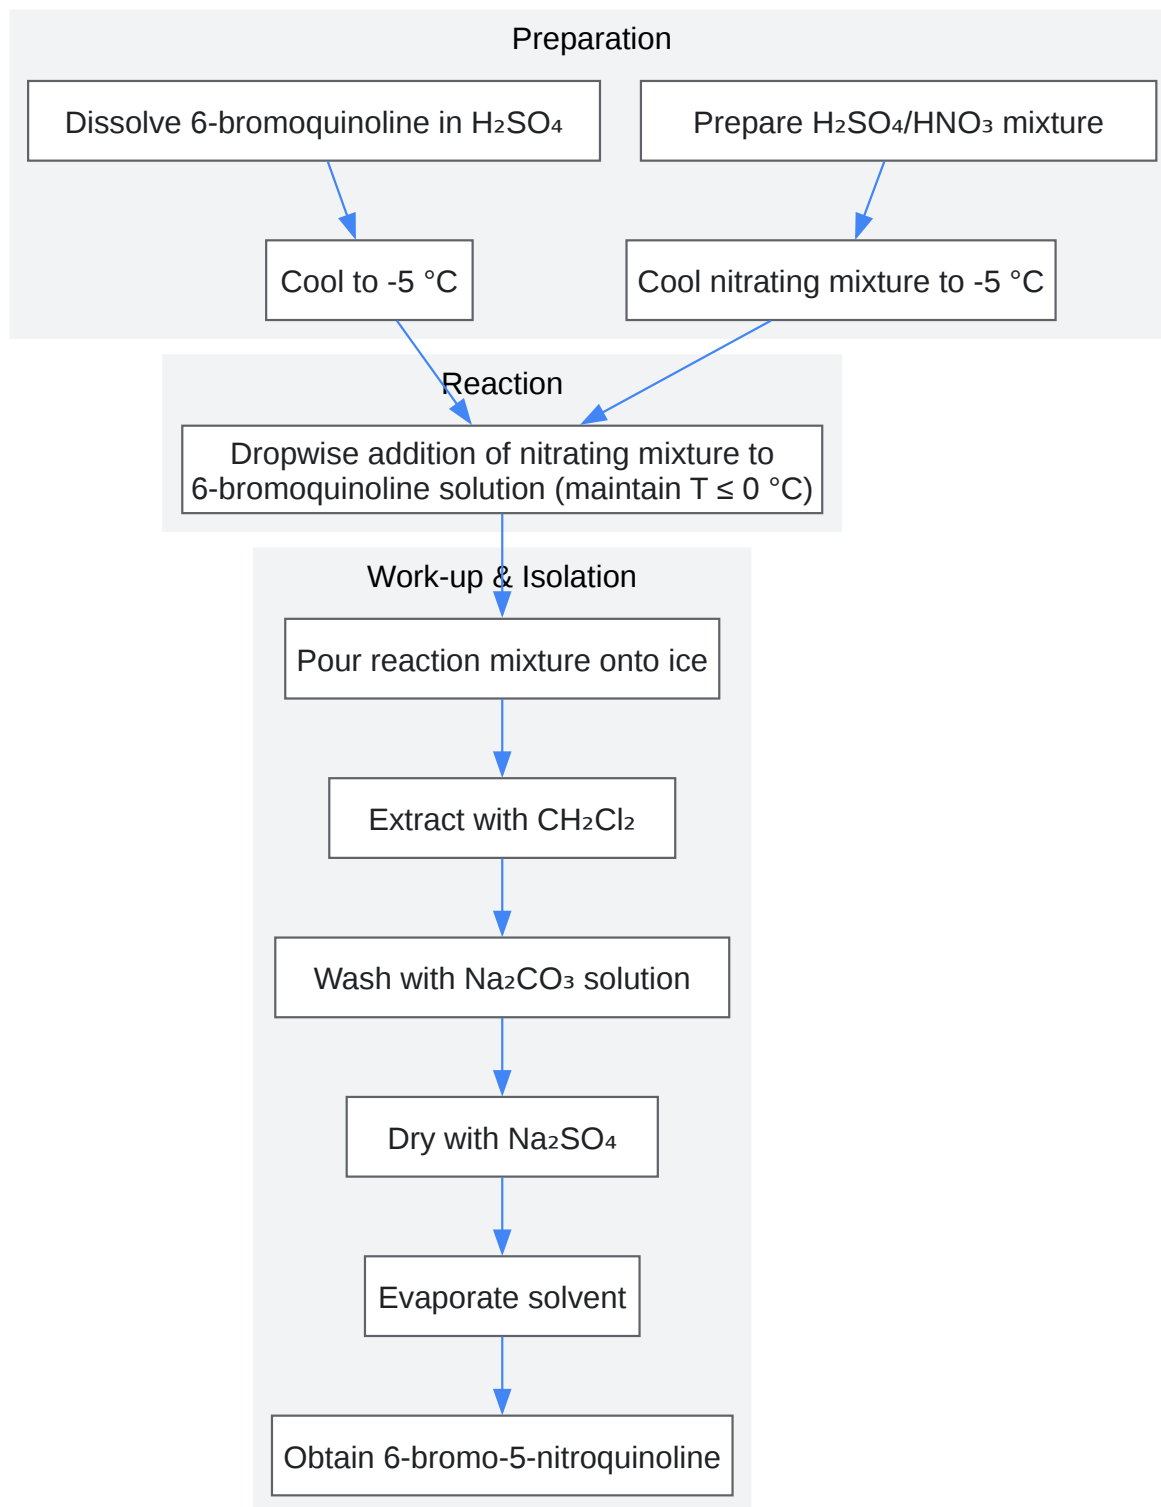 Preparation
Dissolve 6-bromoquinoline in H₂SO₄
Prepare H₂SO₄/HNO₃ mixture
Cool to -5 °C
Cool nitrating mixture to -5 °C
Reaction
Dropwise addition of nitrating mixture to
6-bromoquinoline solution (maintain T ≤ 0 °C)
Work-up & Isolation
Pour reaction mixture onto ice
Extract with CH₂Cl₂
Wash with Na₂CO₃ solution
Dry with Na₂SO₄
Evaporate solvent
Obtain 6-bromo-5-nitroquinoline